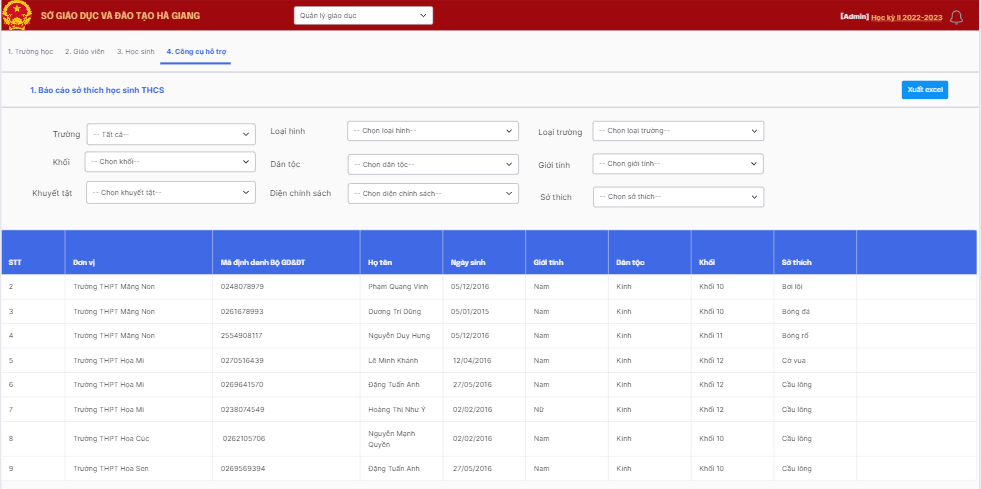 SỞ GIÁO DỤC VÀ ĐÀO TẠO HÀ GIANG
Quản lý giáo dục
[Admin] Học kỳ II 2022-2023
1. Trường học 2. Giáo viên 3. Học sinh 4. Công cụ hỗ trợ
1. Báo cáo sở thích học sinh THCS
Xuất excel
Trường -- Tất cả-- Loại hình -- Chọn loại hình-- Loại trường -- Chọn loại trường--
Khối -- Chọn khối-- Dân tộc -- Chọn dân tộc-- Giới tính -- Chọn giới tính--
Khuyết tật -- Chọn khuyết tật-- Diện chính sách -- Chọn diện chính sách-- Sở thích -- Chọn sở thích--
STT Đơn vị Mã định danh Bộ GD&ĐT Họ tên Ngày sinh Giới tính Dân tộc Khối Sở thích
2 Trường THPT Măng Non 0248078979 Phạm Quang Vinh 05/12/2016 Nam Kinh Khối 10 Bơi lội
3 Trường THPT Măng Non 0261678993 Dương Trí Dũng 05/01/2015 Nam Kinh Khối 10 Bóng đá
4 Trường THPT Măng Non 2554908117 Nguyễn Duy Hưng 05/12/2016 Nam Kinh Khối 11 Bóng rổ
5 Trường THPT Họa Mi 0270516439 Lê Minh Khánh 12/04/2016 Nam Kinh Khối 12 Cờ vua
6 Trường THPT Họa Mi 0269641570 Đặng Tuấn Anh 27/05/2016 Nam Kinh Khối 12 Cầu lông
7 Trường THPT Họa Mi 0238074549 Hoàng Thị Như Ý 02/02/2016 Nữ Kinh Khối 12 Cầu lông
8 Trường THPT Hoa Cúc 0262105706 Nguyễn Mạnh Quyền 02/02/2016 Nam Kinh Khối 10 Cầu lông
9 Trường THPT Hoa Sen 0269569394 Đặng Tuấn Anh 27/05/2016 Nam Kinh Khối 10 Cầu lông